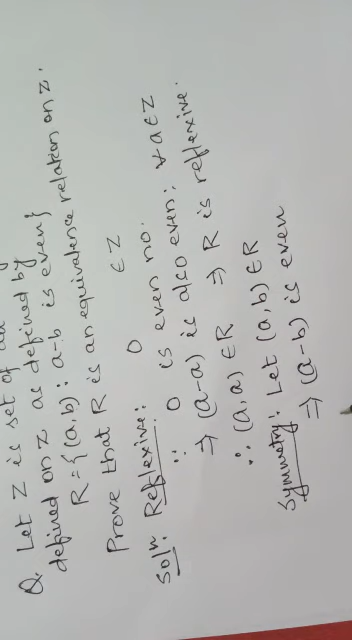 Q. Let Z is set of all
defined on Z as defined by
R = {(a,b) : a-b is even}
Prove that R is an equivalence relation on Z.
Soln. Reflexive: 0 ∈ Z
∵ 0 is even no.
⇒ (a-a) is also even; ∀ a ∈ Z
∴ (a,a) ∈ R ⇒ R is reflexive.
Symmetry: Let (a,b) ∈ R
⇒ (a-b) is even